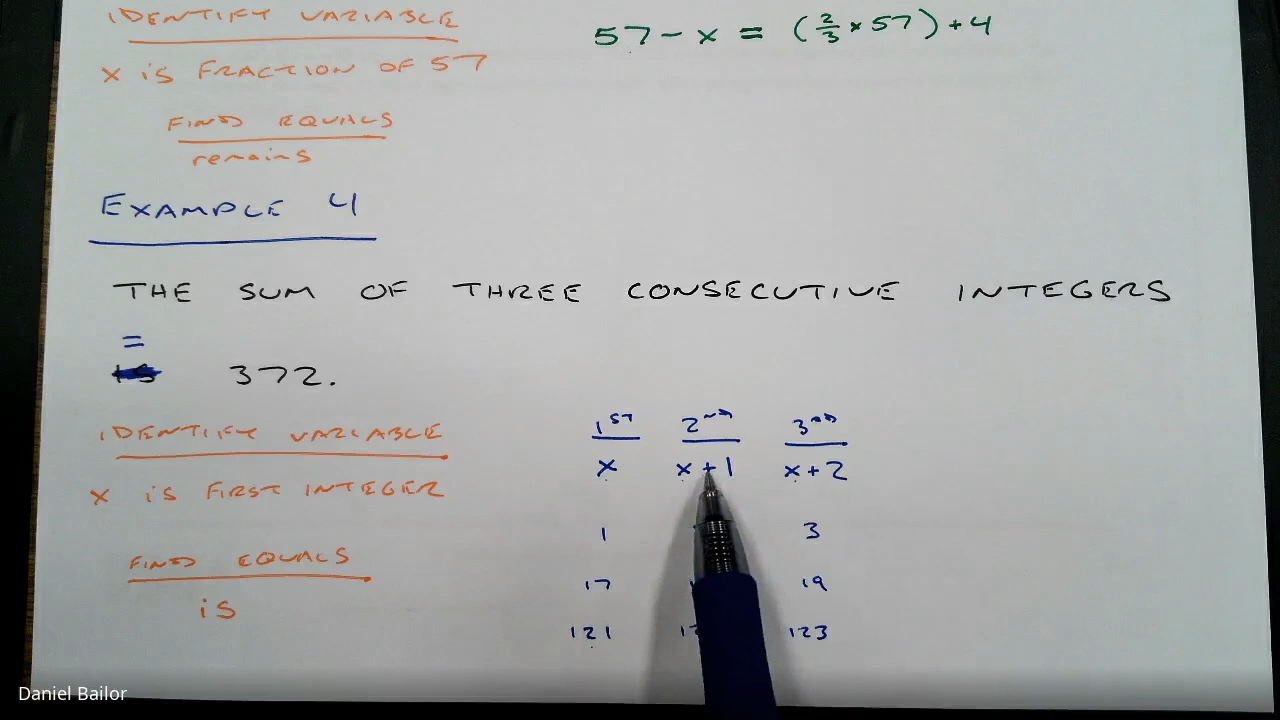 IDENTIFY VARIABLE
x iS FRACTION OF 57
57 - x = (2/3 × 57) + 4
FIND EQUALS
remains
EXAMPLE 4
THE SUM OF THREE CONSECUTIVE INTEGERS
=
372.
IDENTIFY VARIABLE
x iS FIRST INTEGER
FIND EQUALS
is
1ST 2ND 3RD
x x+1 x+2
1 3
17 19
121 123
Daniel Bailor